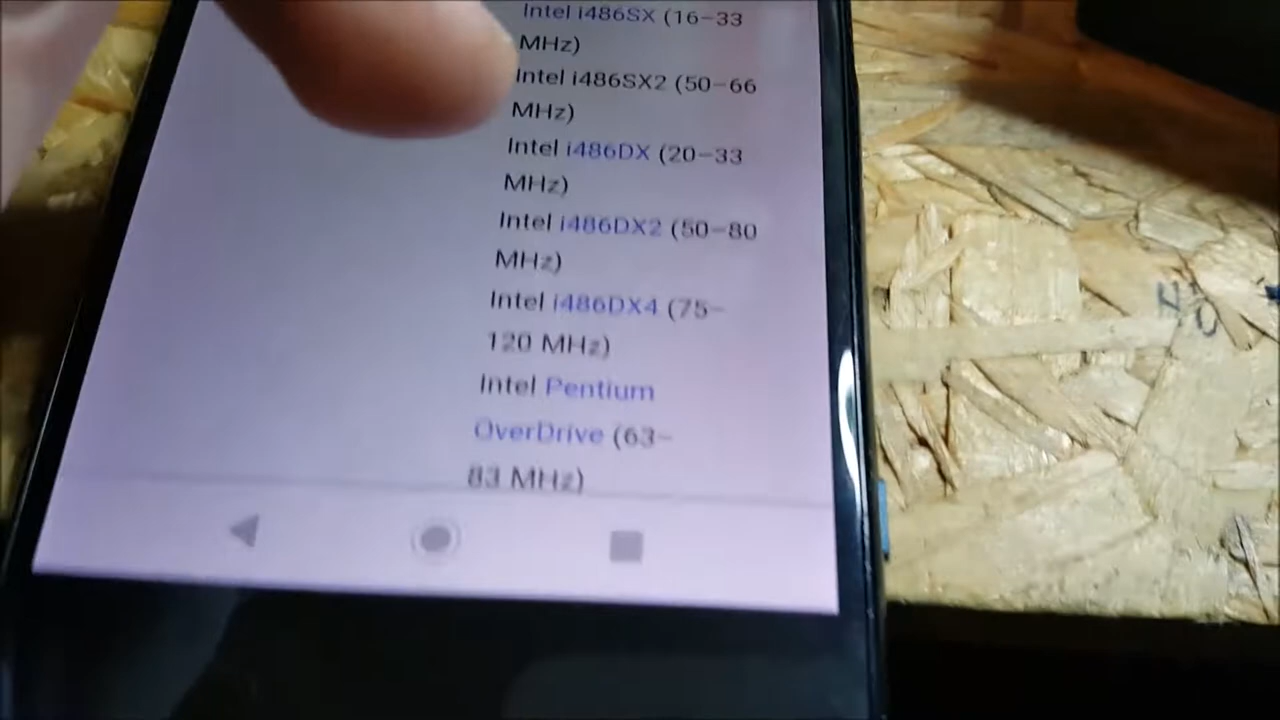 Intel i486SX (16–33
MHz)
Intel i486SX2 (50–66
MHz)
Intel i486DX (20–33
MHz)
Intel i486DX2 (50–80
MHz)
Intel i486DX4 (75–
120 MHz)
Intel Pentium
OverDrive (63–
83 MHz)